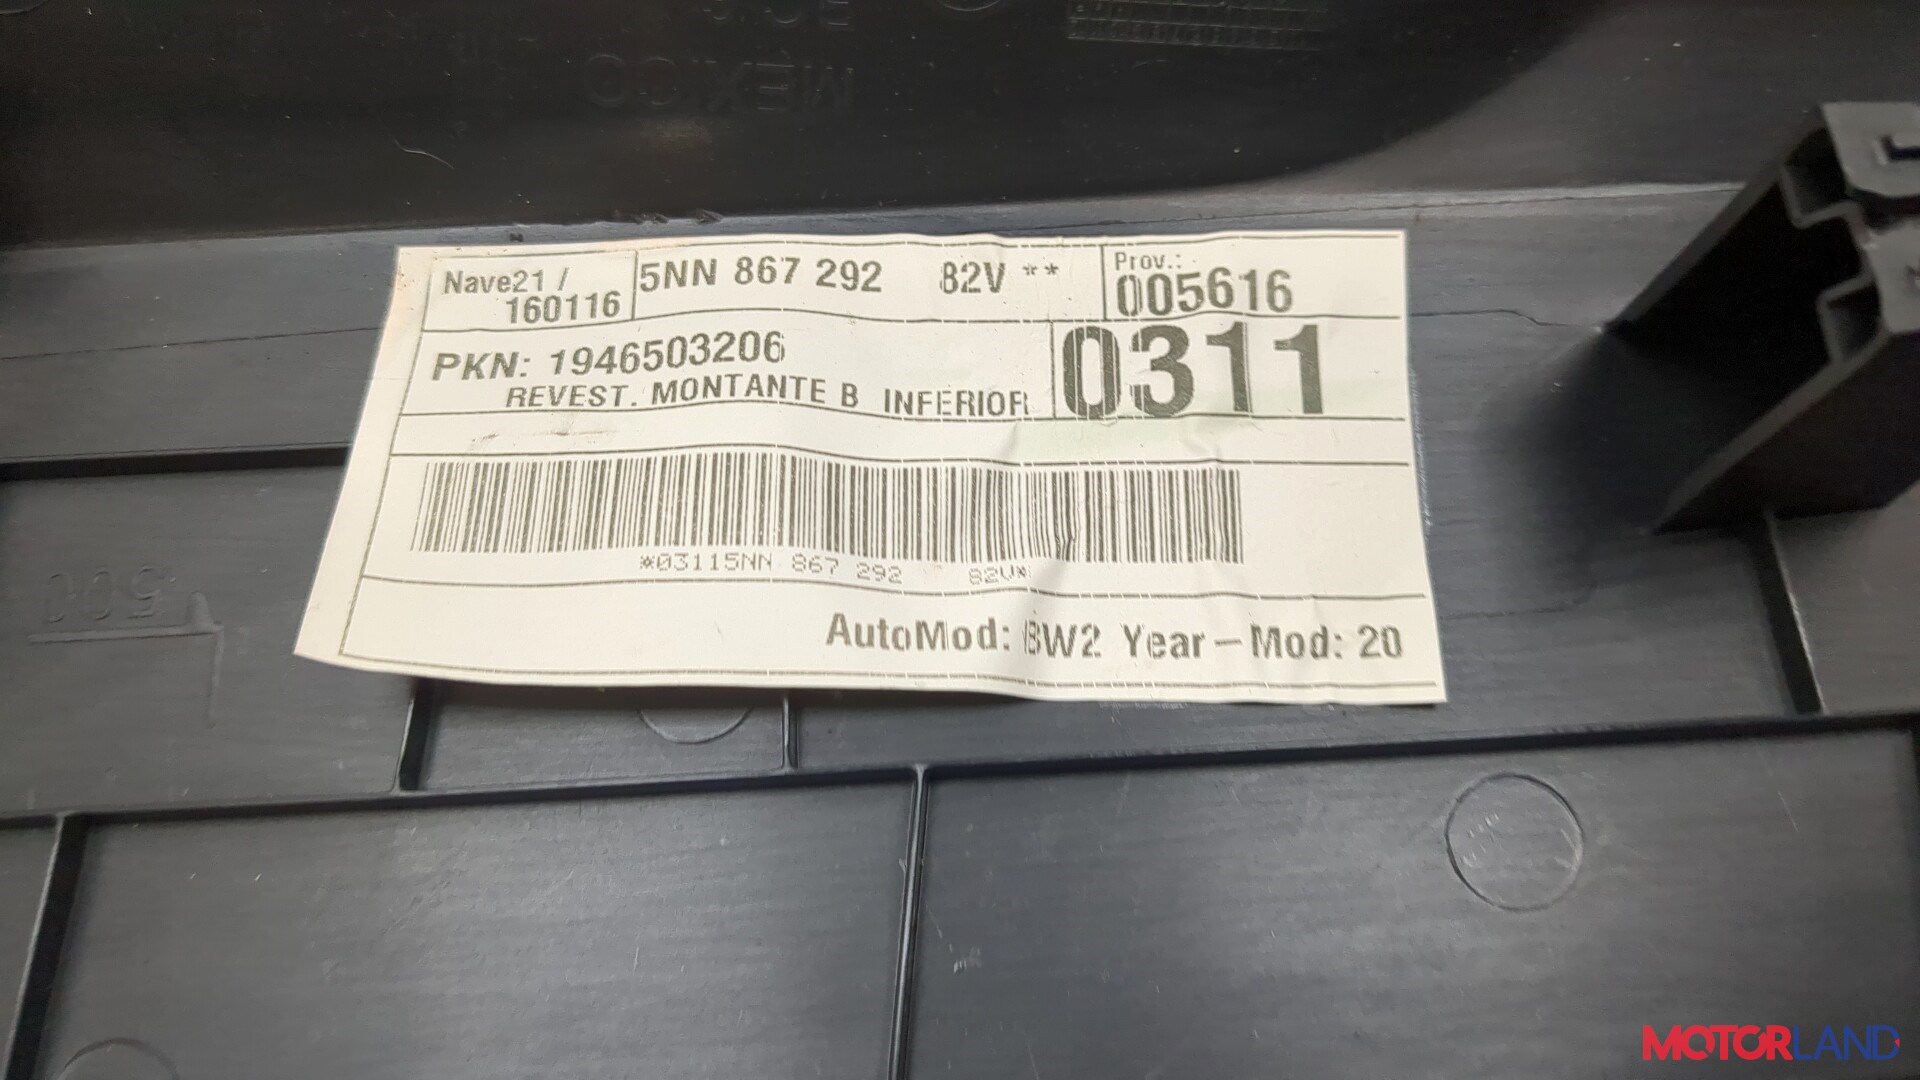 MEXICO
Nave21 /
160116
5NN 867 292 82V **
Prov.:
005616
PKN: 1946503206
REVEST. MONTANTE B INFERIOR
0311
*03115NN 867 292 82V*
AutoMod: BW2 Year-Mod: 20
500
MOTORLAND